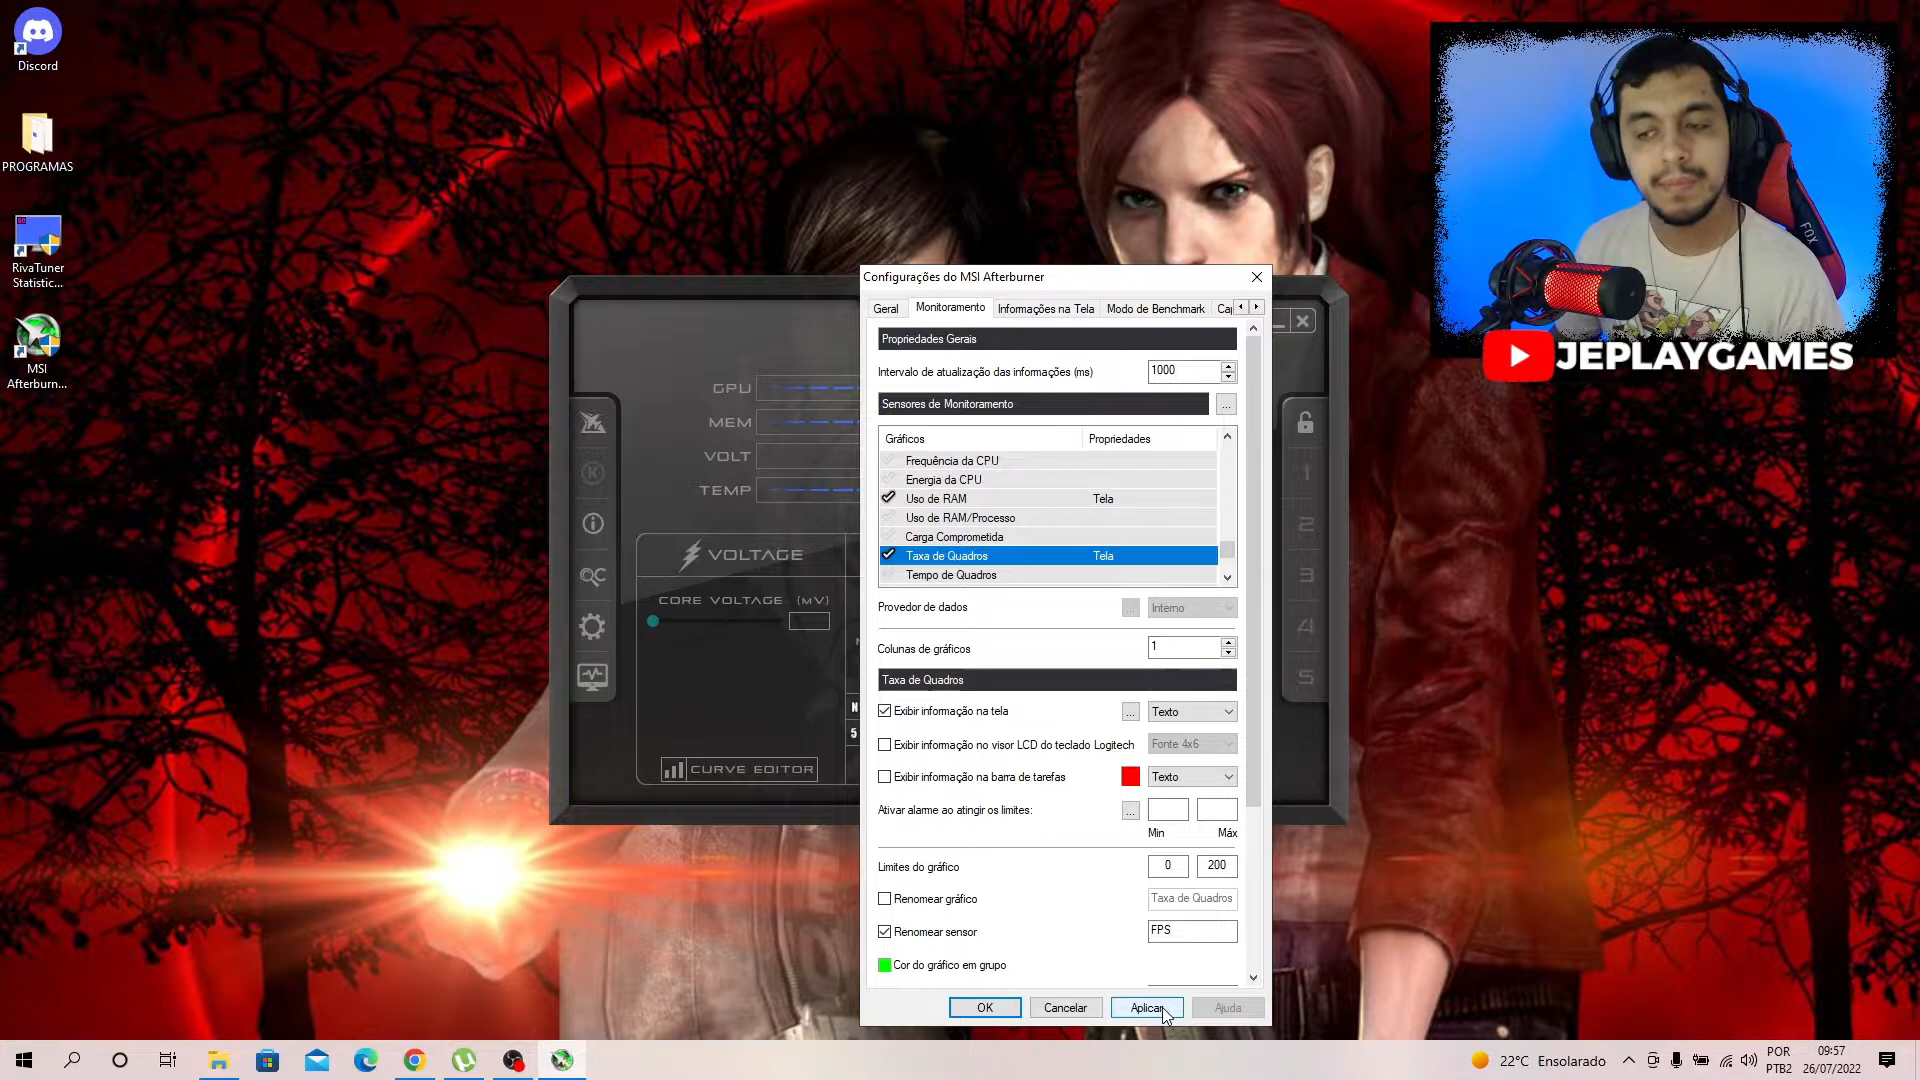 Discord
PROGRAMAS
RivaTuner
Statistic...
MSI
Afterburn...
FOX
JEPLAYGAMES
Configurações do MSI Afterburner
Geral
Monitoramento
Informações na Tela
Modo de Benchmark
Propriedades Gerais
Intervalo de atualização das informações (ms)
1000
Sensores de Monitoramento
...
Gráficos
Propriedades
Frequência da CPU
Energia da CPU
Uso de RAM
Tela
Uso de RAM/Processo
Carga Comprometida
Taxa de Quadros
Tela
Tempo de Quadros
Provedor de dados
...
Interno
Colunas de gráficos
1
Taxa de Quadros
Exibir informação na tela
...
Texto
Exibir informação no visor LCD do teclado Logitech
Fonte 4x6
Exibir informação na barra de tarefas
Texto
Ativar alarme ao atingir os limites:
...
Min
Máx
Limites do gráfico
0
200
Renomear gráfico
Taxa de Quadros
Renomear sensor
FPS
Cor do gráfico em grupo
OK
Cancelar
Aplicar
Ajuda
GPU
MEM
VOLT
TEMP
VOLTAGE
CORE VOLTAGE (MV)
CURVE EDITOR
K
1
2
3
4
5
22°C Ensolarado
POR
PTB2
09:57
26/07/2022